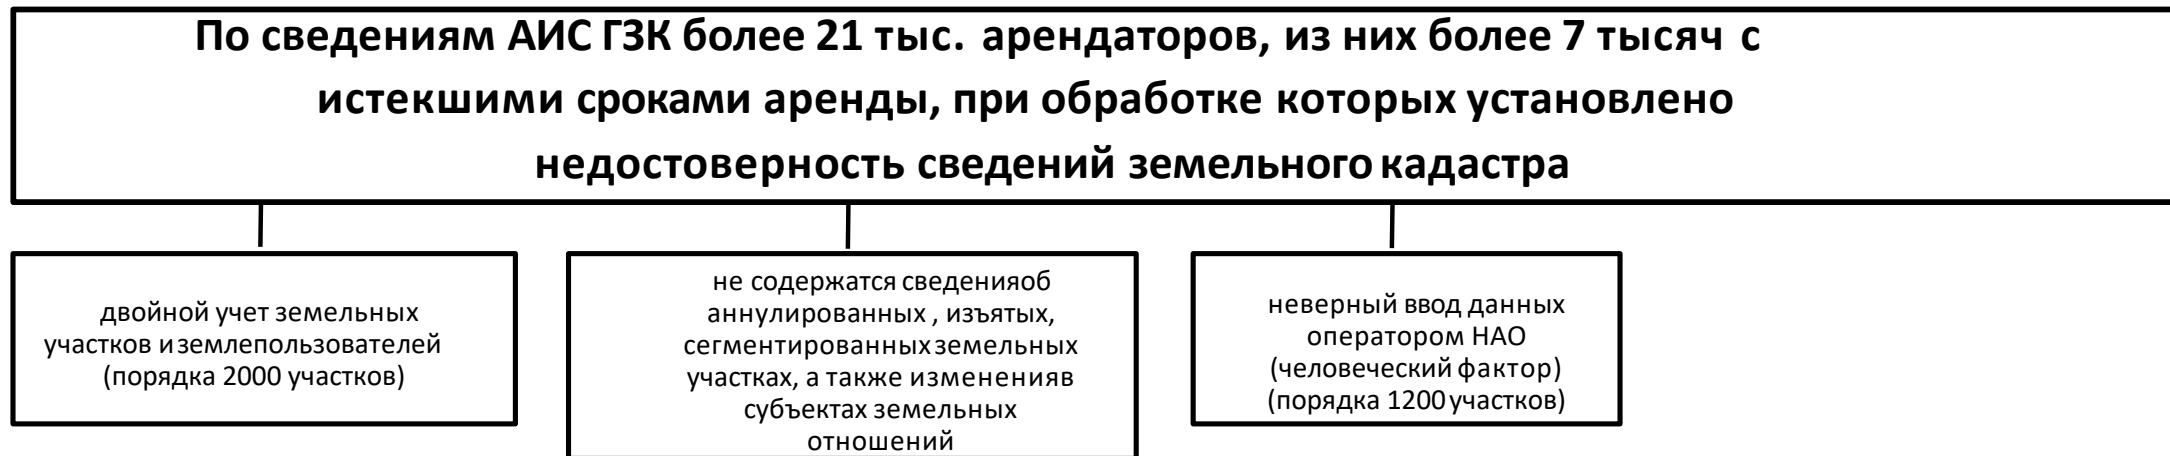 По сведениям АИС ГЗК более 21 тыс. арендаторов, из них более 7 тысяч с
истекшими сроками аренды, при обработке которых установлено
недостоверность сведений земельного кадастра
двойной учет земельных
участков и землепользователей
(порядка 2000 участков)
не содержатся сведенияоб
аннулированных , изъятых,
сегментированных земельных
участках, а также изменения в
субъектах земельных
отношений
неверный ввод данных
оператором НАО
(человеческий фактор)
(порядка 1200 участков)